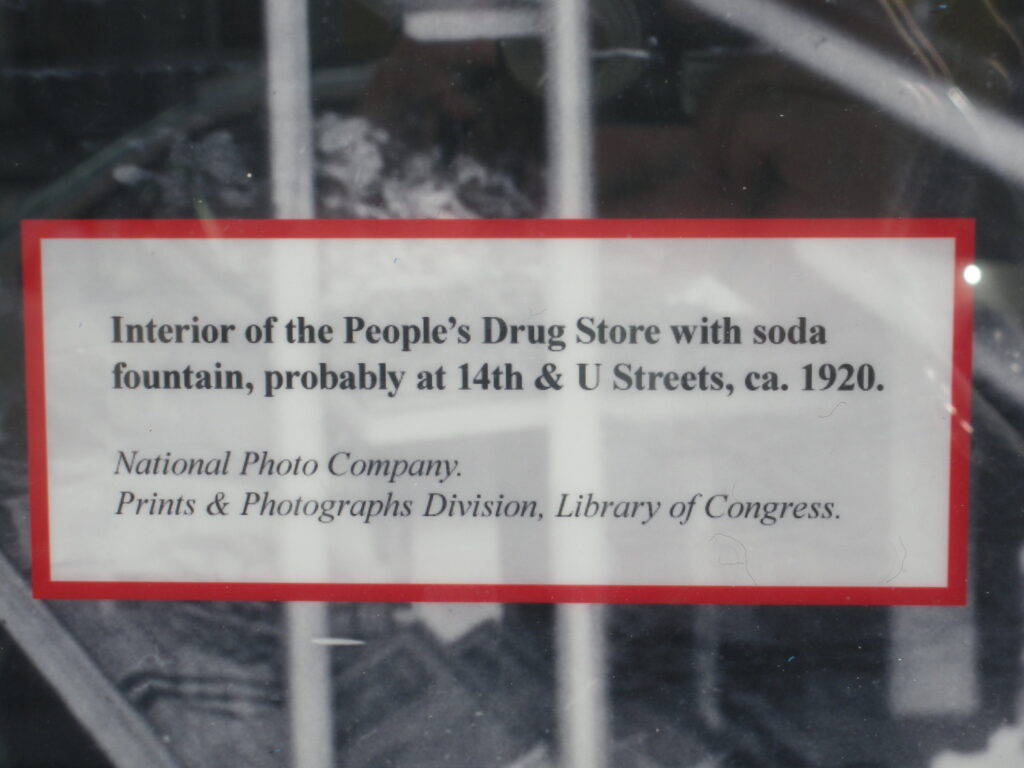 Interior of the People's Drug Store with soda
fountain, probably at 14th & U Streets, ca. 1920.
National Photo Company.
Prints & Photographs Division, Library of Congress.